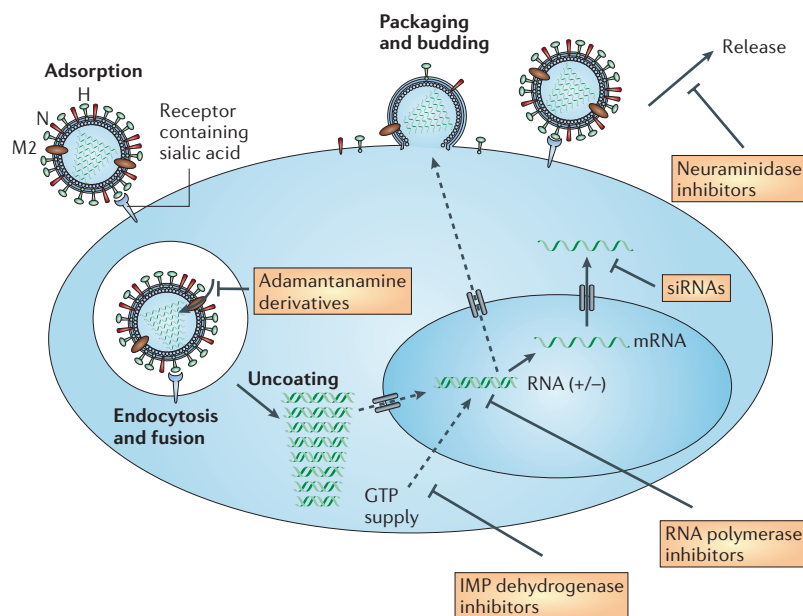 Packaging
and budding
Release
Adsorption
H
N
M2
Receptor
containing
sialic acid
Neuraminidase
inhibitors
Adamantanamine
derivatives
siRNAs
mRNA
Uncoating
RNA (+/–)
Endocytosis
and fusion
GTP
supply
RNA polymerase
inhibitors
IMP dehydrogenase
inhibitors